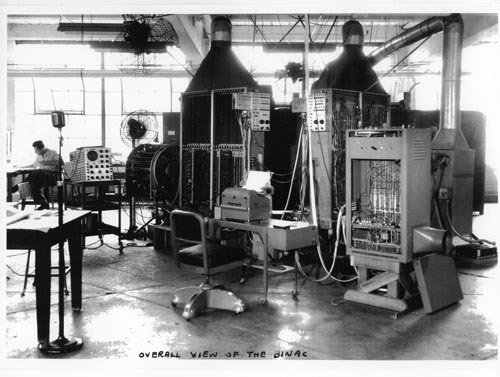 OVERALL VIEW OF THE BINAC